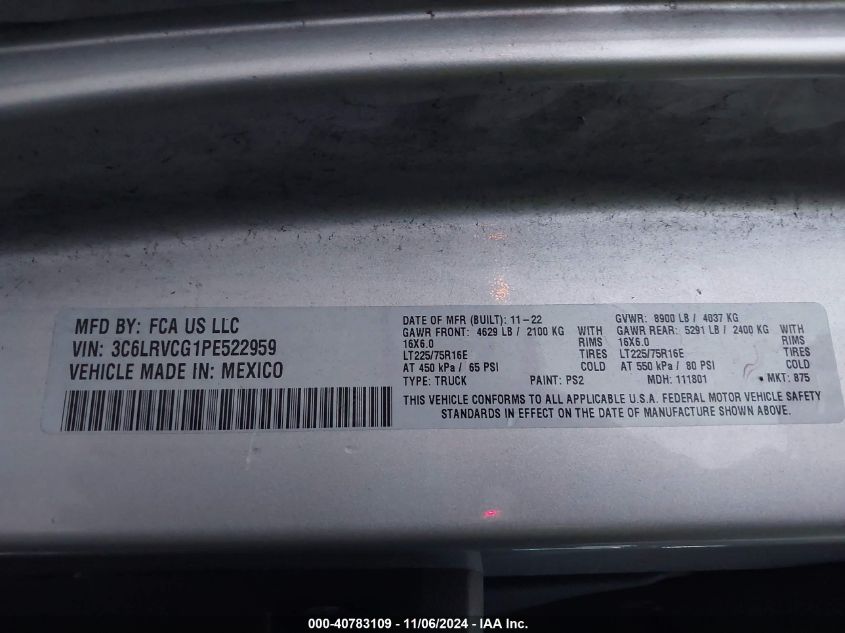 MFD BY: FCA US LLC
VIN: 3C6LRVCG1PE522959
VEHICLE MADE IN: MEXICO
DATE OF MFR (BUILT): 11-22 GVWR: 8900 LB / 4037 KG
GAWR FRONT: 4629 LB / 2100 KG WITH GAWR REAR: 5291 LB / 2400 KG WITH
16X6.0 RIMS 16X6.0 RIMS
LT225/75R16E TIRES LT225/75R16E TIRES
AT 450 kPa / 65 PSI COLD AT 550 kPa / 80 PSI COLD
TYPE: TRUCK PAINT: PS2 MDH: 111801 • MKT: 875
THIS VEHICLE CONFORMS TO ALL APPLICABLE U.S.A. FEDERAL MOTOR VEHICLE SAFETY
STANDARDS IN EFFECT ON THE DATE OF MANUFACTURE SHOWN ABOVE.
000-40783109 - 11/06/2024 - IAA Inc.